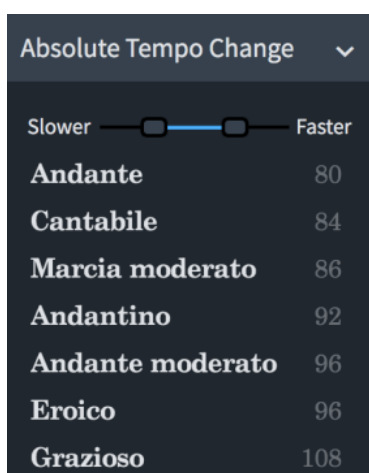 Absolute Tempo Change
Slower Faster
Andante 80
Cantabile 84
Marcia moderato 86
Andantino 92
Andante moderato 96
Eroico 96
Grazioso 108